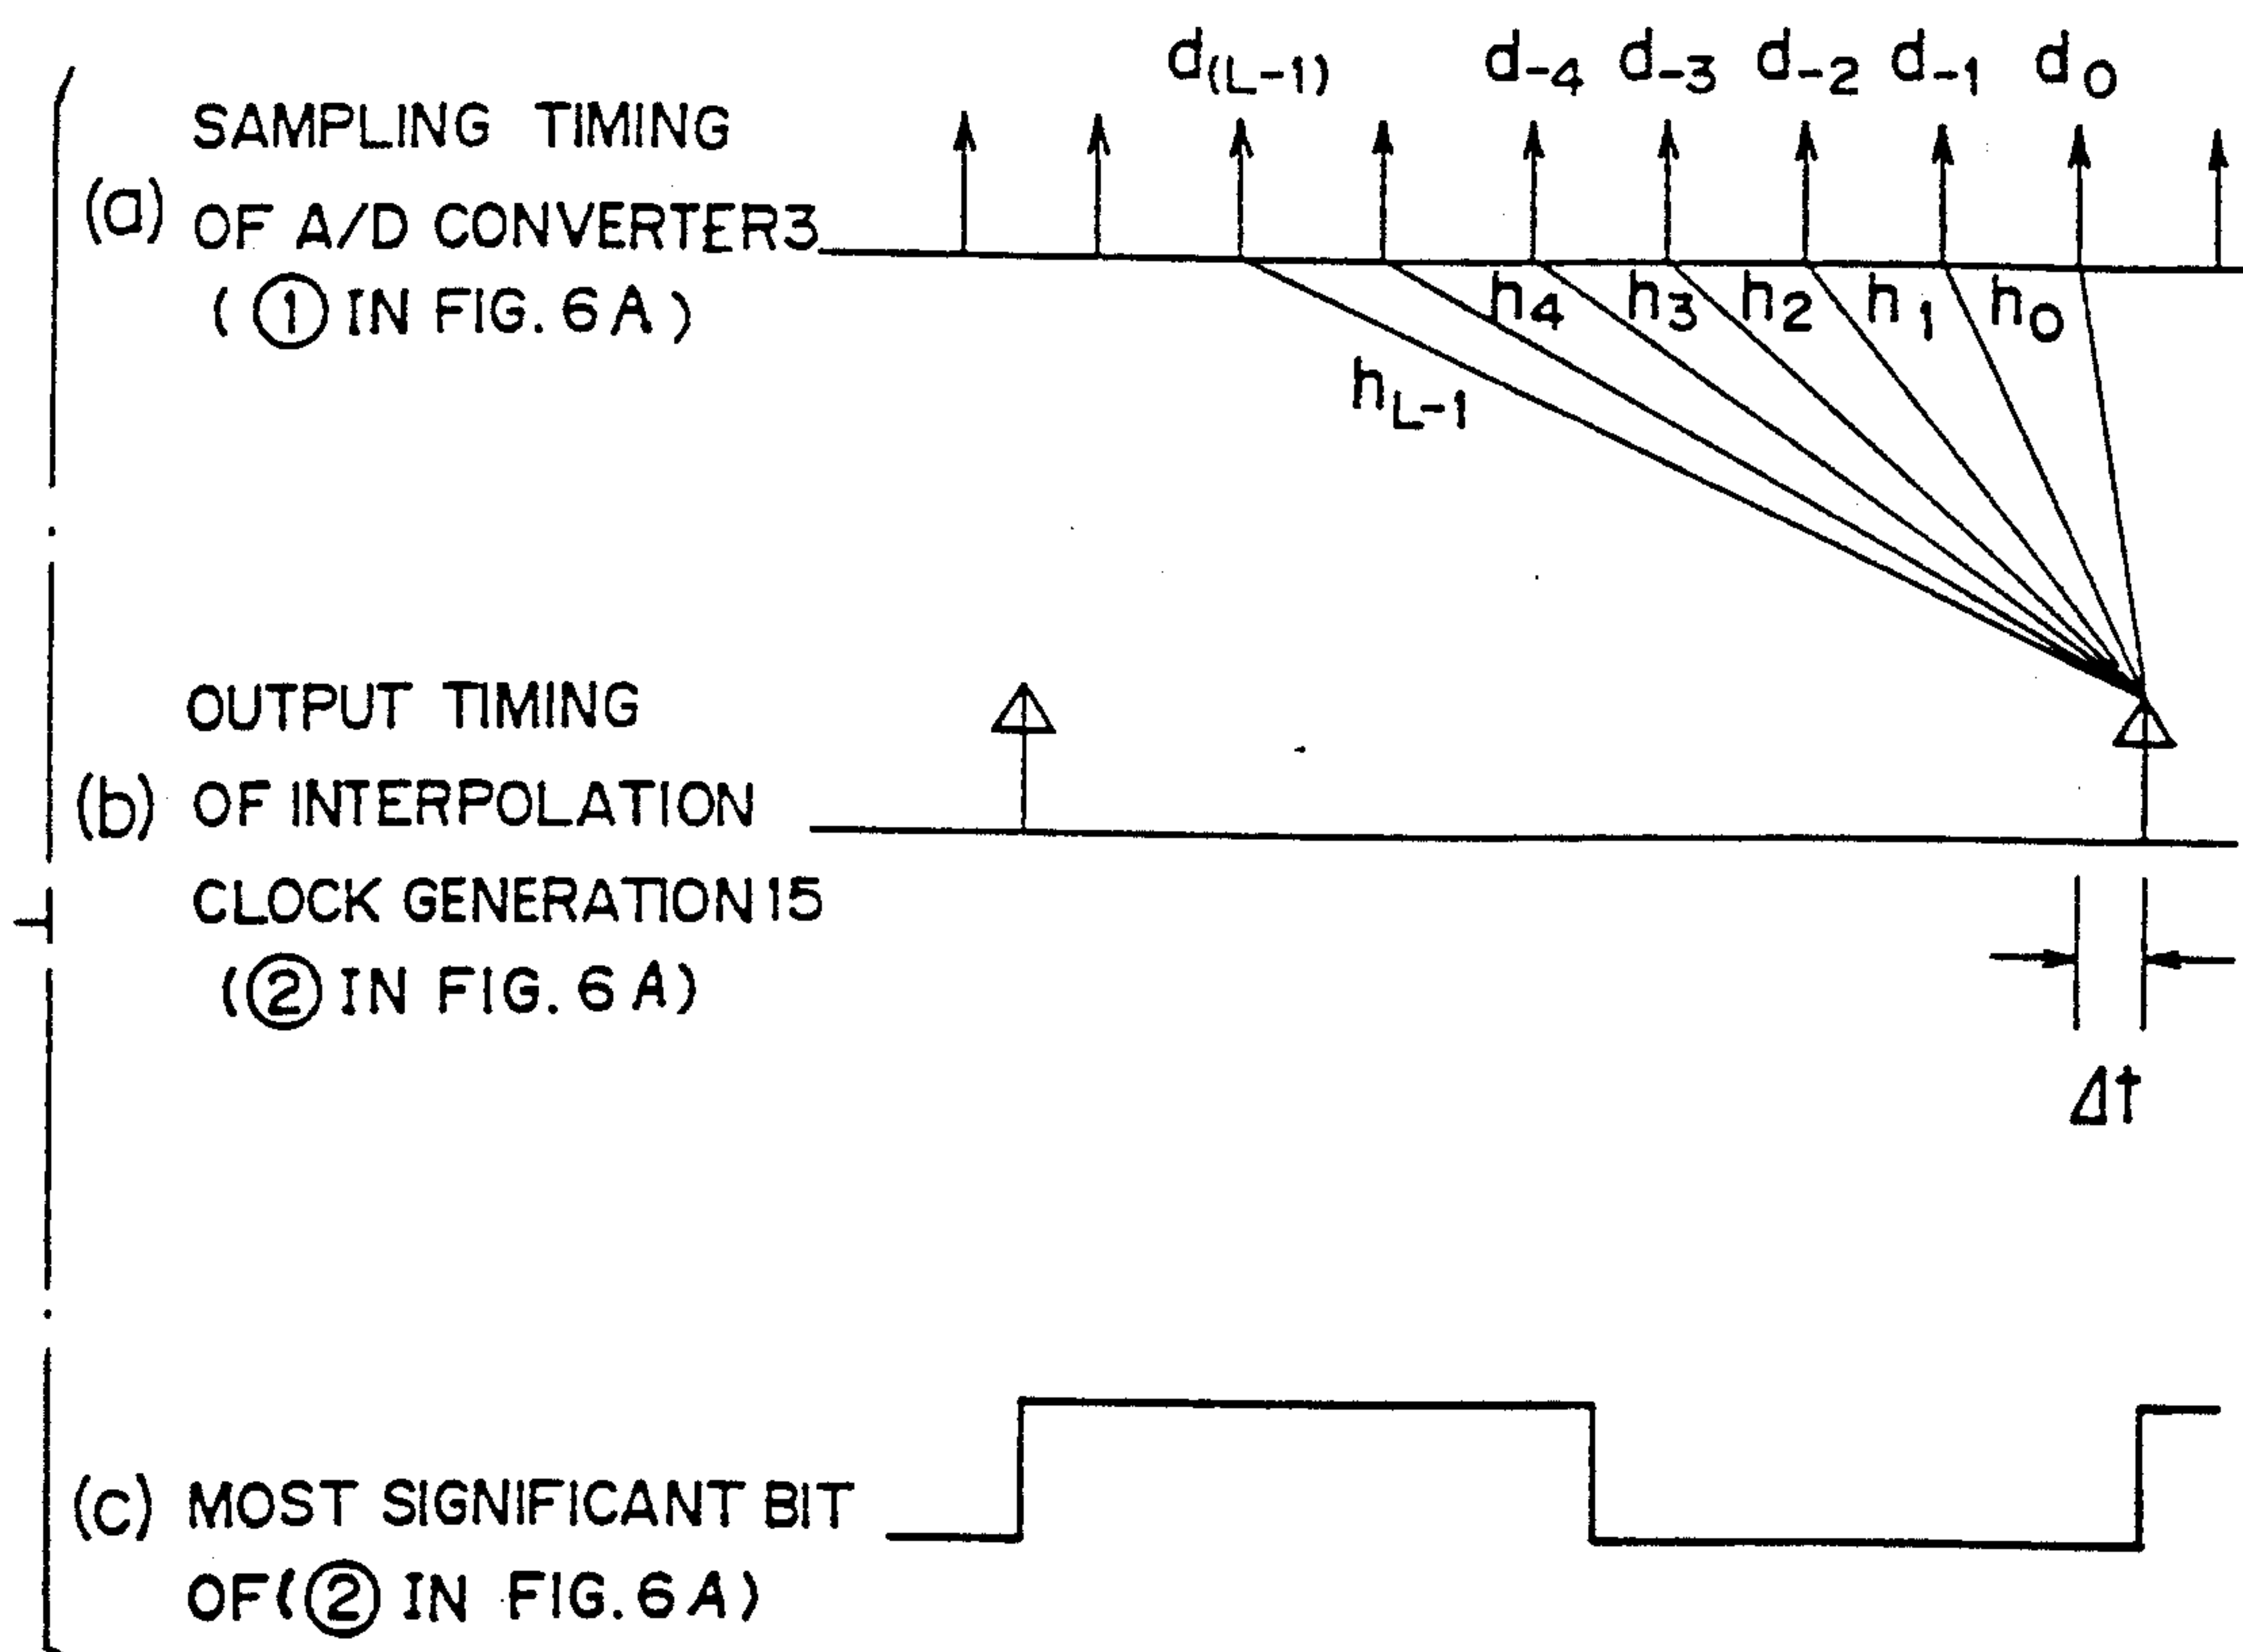 d(L-1) d-4 d-3 d-2 d-1 d0
SAMPLING TIMING
(a) OF A/D CONVERTER3
(① IN FIG. 6A)
h4 h3 h2 h1 h0
hL-1
OUTPUT TIMING
(b) OF INTERPOLATION
CLOCK GENERATION 15
(② IN FIG. 6A)
Δt
(c) MOST SIGNIFICANT BIT
OF(② IN FIG. 6A)